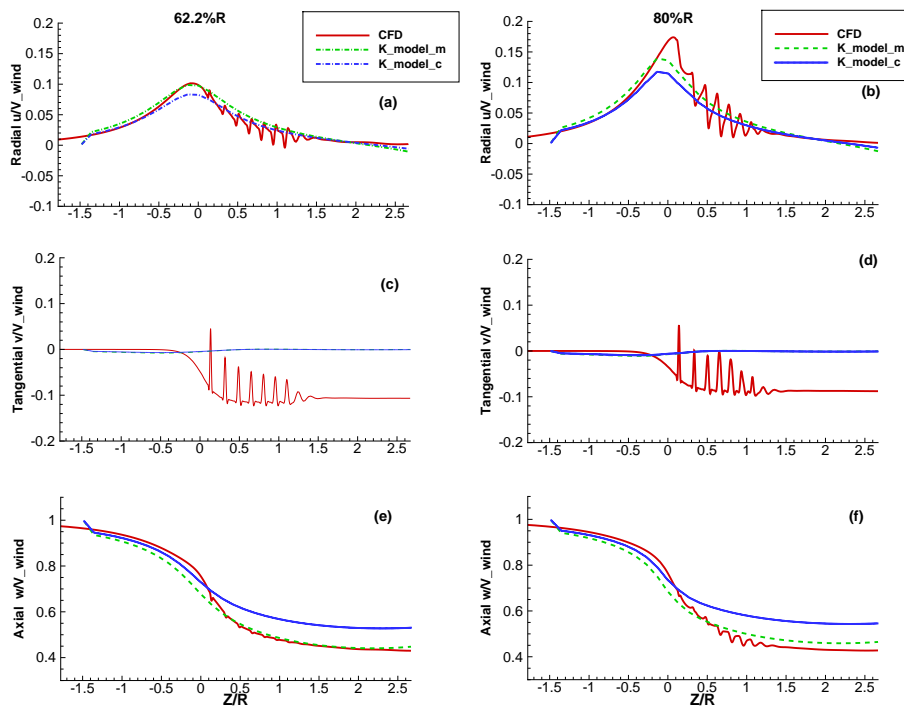 62.2%R
80%R
CFD
K_model_m
K_model_c
CFD
K_model_m
K_model_c
(a)
(b)
Radial u/V_wind
0.2
0.15
0.1
0.05
0
-0.05
-0.1
-1.5 -1 -0.5 0 0.5 1 1.5 2 2.5
Radial u/V_wind
0.2
0.15
0.1
0.05
0
-0.05
-0.1
-1.5 -1 -0.5 0 0.5 1 1.5 2 2.5
(c)
(d)
Tangential v/V_wind
0.2
0.1
0
-0.1
-0.2
-1.5 -1 -0.5 0 0.5 1 1.5 2 2.5
Tangential v/V_wind
0.2
0.1
0
-0.1
-0.2
-1.5 -1 -0.5 0 0.5 1 1.5 2 2.5
(e)
(f)
Axial w/V_wind
1
0.8
0.6
0.4
-1.5 -1 -0.5 0 0.5 1 1.5 2 2.5
Z/R
Axial w/V_wind
1
0.8
0.6
0.4
-1.5 -1 -0.5 0 0.5 1 1.5 2 2.5
Z/R